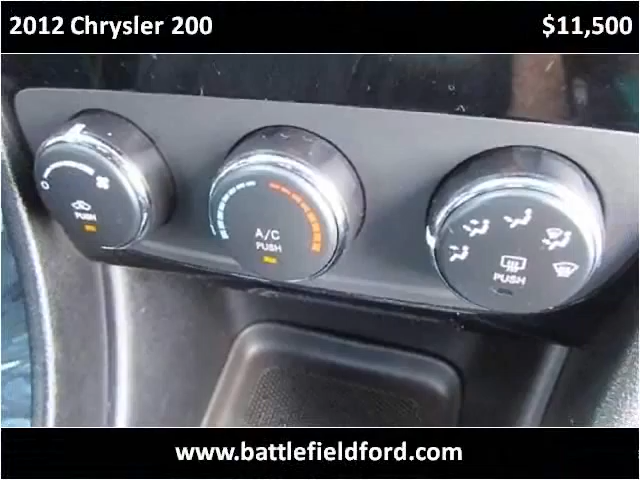 2012 Chrysler 200
$11,500
PUSH
A/C
PUSH
PUSH
www.battlefieldford.com